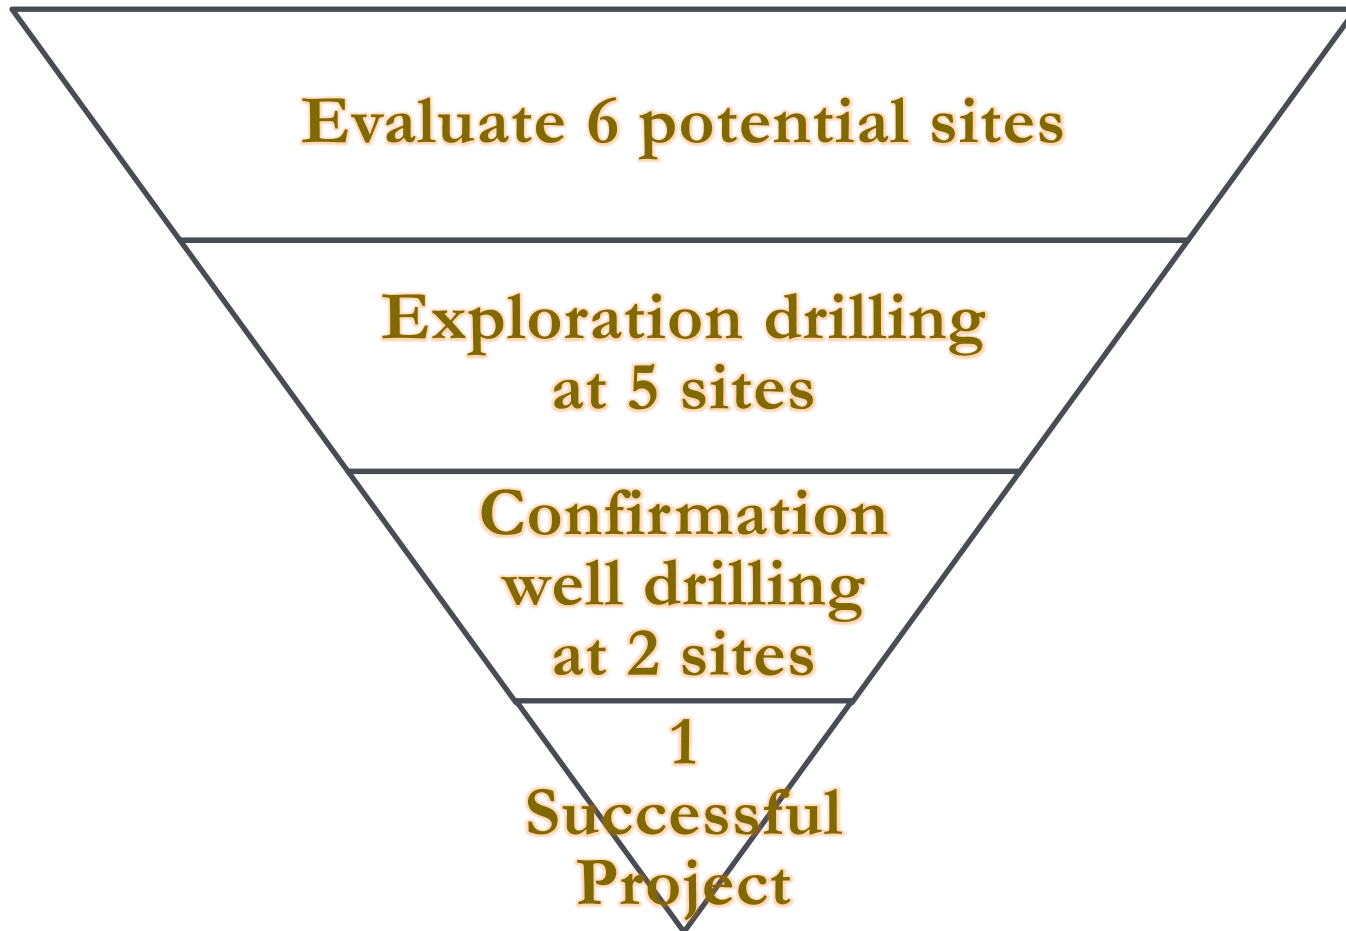 Evaluate 6 potential sites
Exploration drilling
at 5 sites
Confirmation
well drilling
at 2 sites
1
Successful
Project